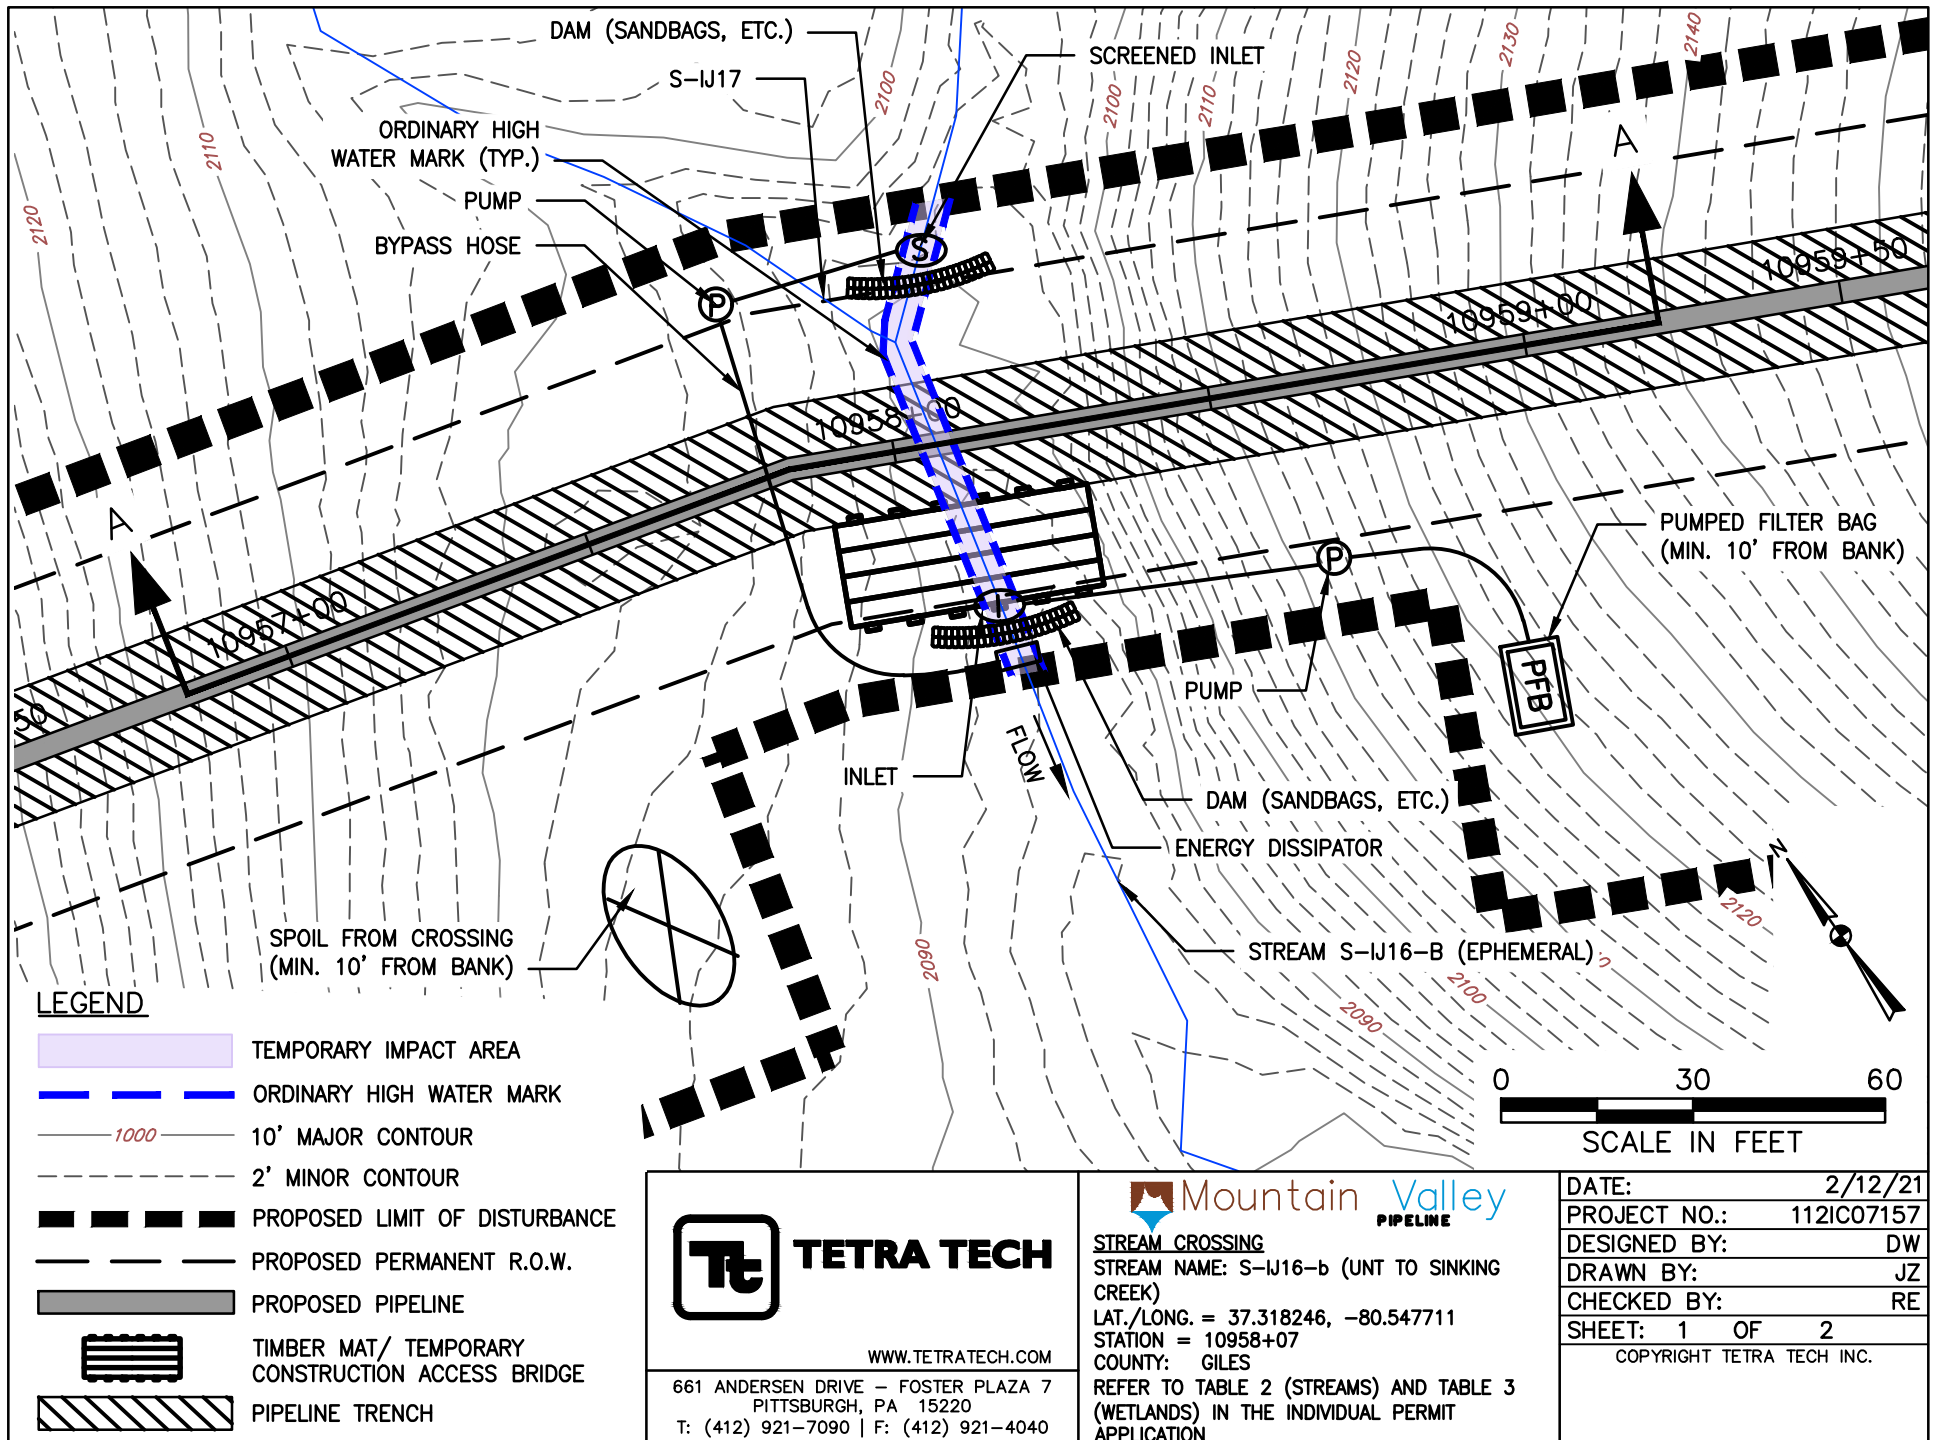 DAM (SANDBAGS, ETC.)
S-IJ17
SCREENED INLET
ORDINARY HIGH
WATER MARK (TYP.)
PUMP
BYPASS HOSE
2120
2110
2100
2100
2110
2120
2130
2140
A
A
S
P
10959+50
10959+00
10958+00
10957+00
50
I
P
PUMPED FILTER BAG
(MIN. 10' FROM BANK)
PFB
PUMP
FLOW
INLET
DAM (SANDBAGS, ETC.)
ENERGY DISSIPATOR
STREAM S-IJ16-B (EPHEMERAL)
SPOIL FROM CROSSING
(MIN. 10' FROM BANK)
2090
2120
2100
2090
N
LEGEND
TEMPORARY IMPACT AREA
ORDINARY HIGH WATER MARK
1000
10' MAJOR CONTOUR
2' MINOR CONTOUR
PROPOSED LIMIT OF DISTURBANCE
PROPOSED PERMANENT R.O.W.
PROPOSED PIPELINE
TIMBER MAT/ TEMPORARY
CONSTRUCTION ACCESS BRIDGE
PIPELINE TRENCH
0 30 60
SCALE IN FEET
Tt TETRA TECH
WWW.TETRATECH.COM
661 ANDERSEN DRIVE - FOSTER PLAZA 7
PITTSBURGH, PA 15220
T: (412) 921-7090 | F: (412) 921-4040
Mountain Valley
PIPELINE
STREAM CROSSING
STREAM NAME: S-IJ16-b (UNT TO SINKING
CREEK)
LAT./LONG. = 37.318246, -80.547711
STATION = 10958+07
COUNTY: GILES
REFER TO TABLE 2 (STREAMS) AND TABLE 3
(WETLANDS) IN THE INDIVIDUAL PERMIT
APPLICATION
DATE: 2/12/21
PROJECT NO.: 112IC07157
DESIGNED BY: DW
DRAWN BY: JZ
CHECKED BY: RE
SHEET: 1 OF 2
COPYRIGHT TETRA TECH INC.